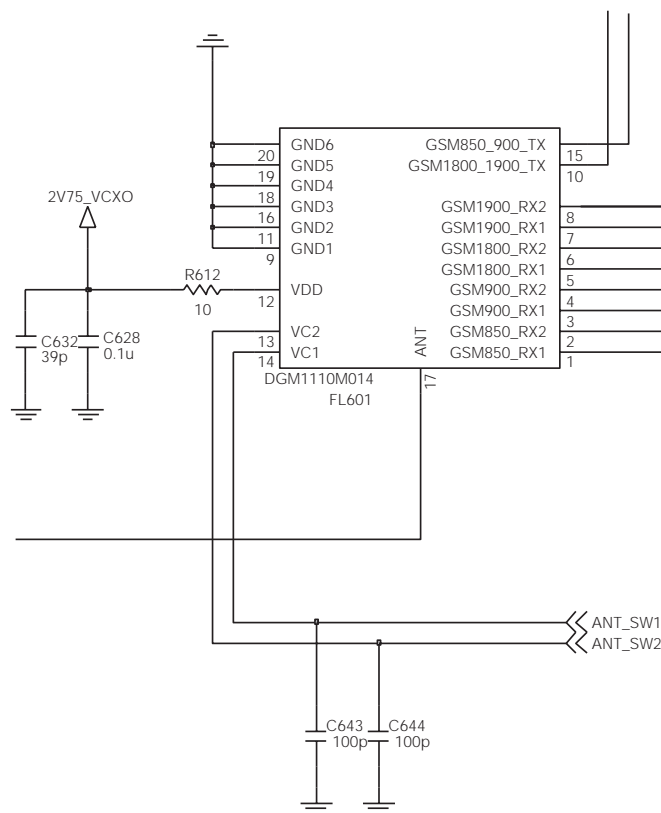 GND6
GSM850_900_TX
20
15
GND5
GSM1800_1900_TX
19
10
GND4
18
2V75_VCXO
GND3
GSM1900_RX2
16
8
GND2
GSM1900_RX1
11
7
GND1
GSM1800_RX2
9
6
R612
GSM1800_RX1
5
10
VDD
GSM900_RX2
12
4
GSM900_RX1
3
C632
39p
C628
0.1u
VC2
GSM850_RX2
13
2
VC1
ANT
GSM850_RX1
14
17
1
DGM1110M014
FL601
ANT_SW1
ANT_SW2
C643
100p
C644
100p